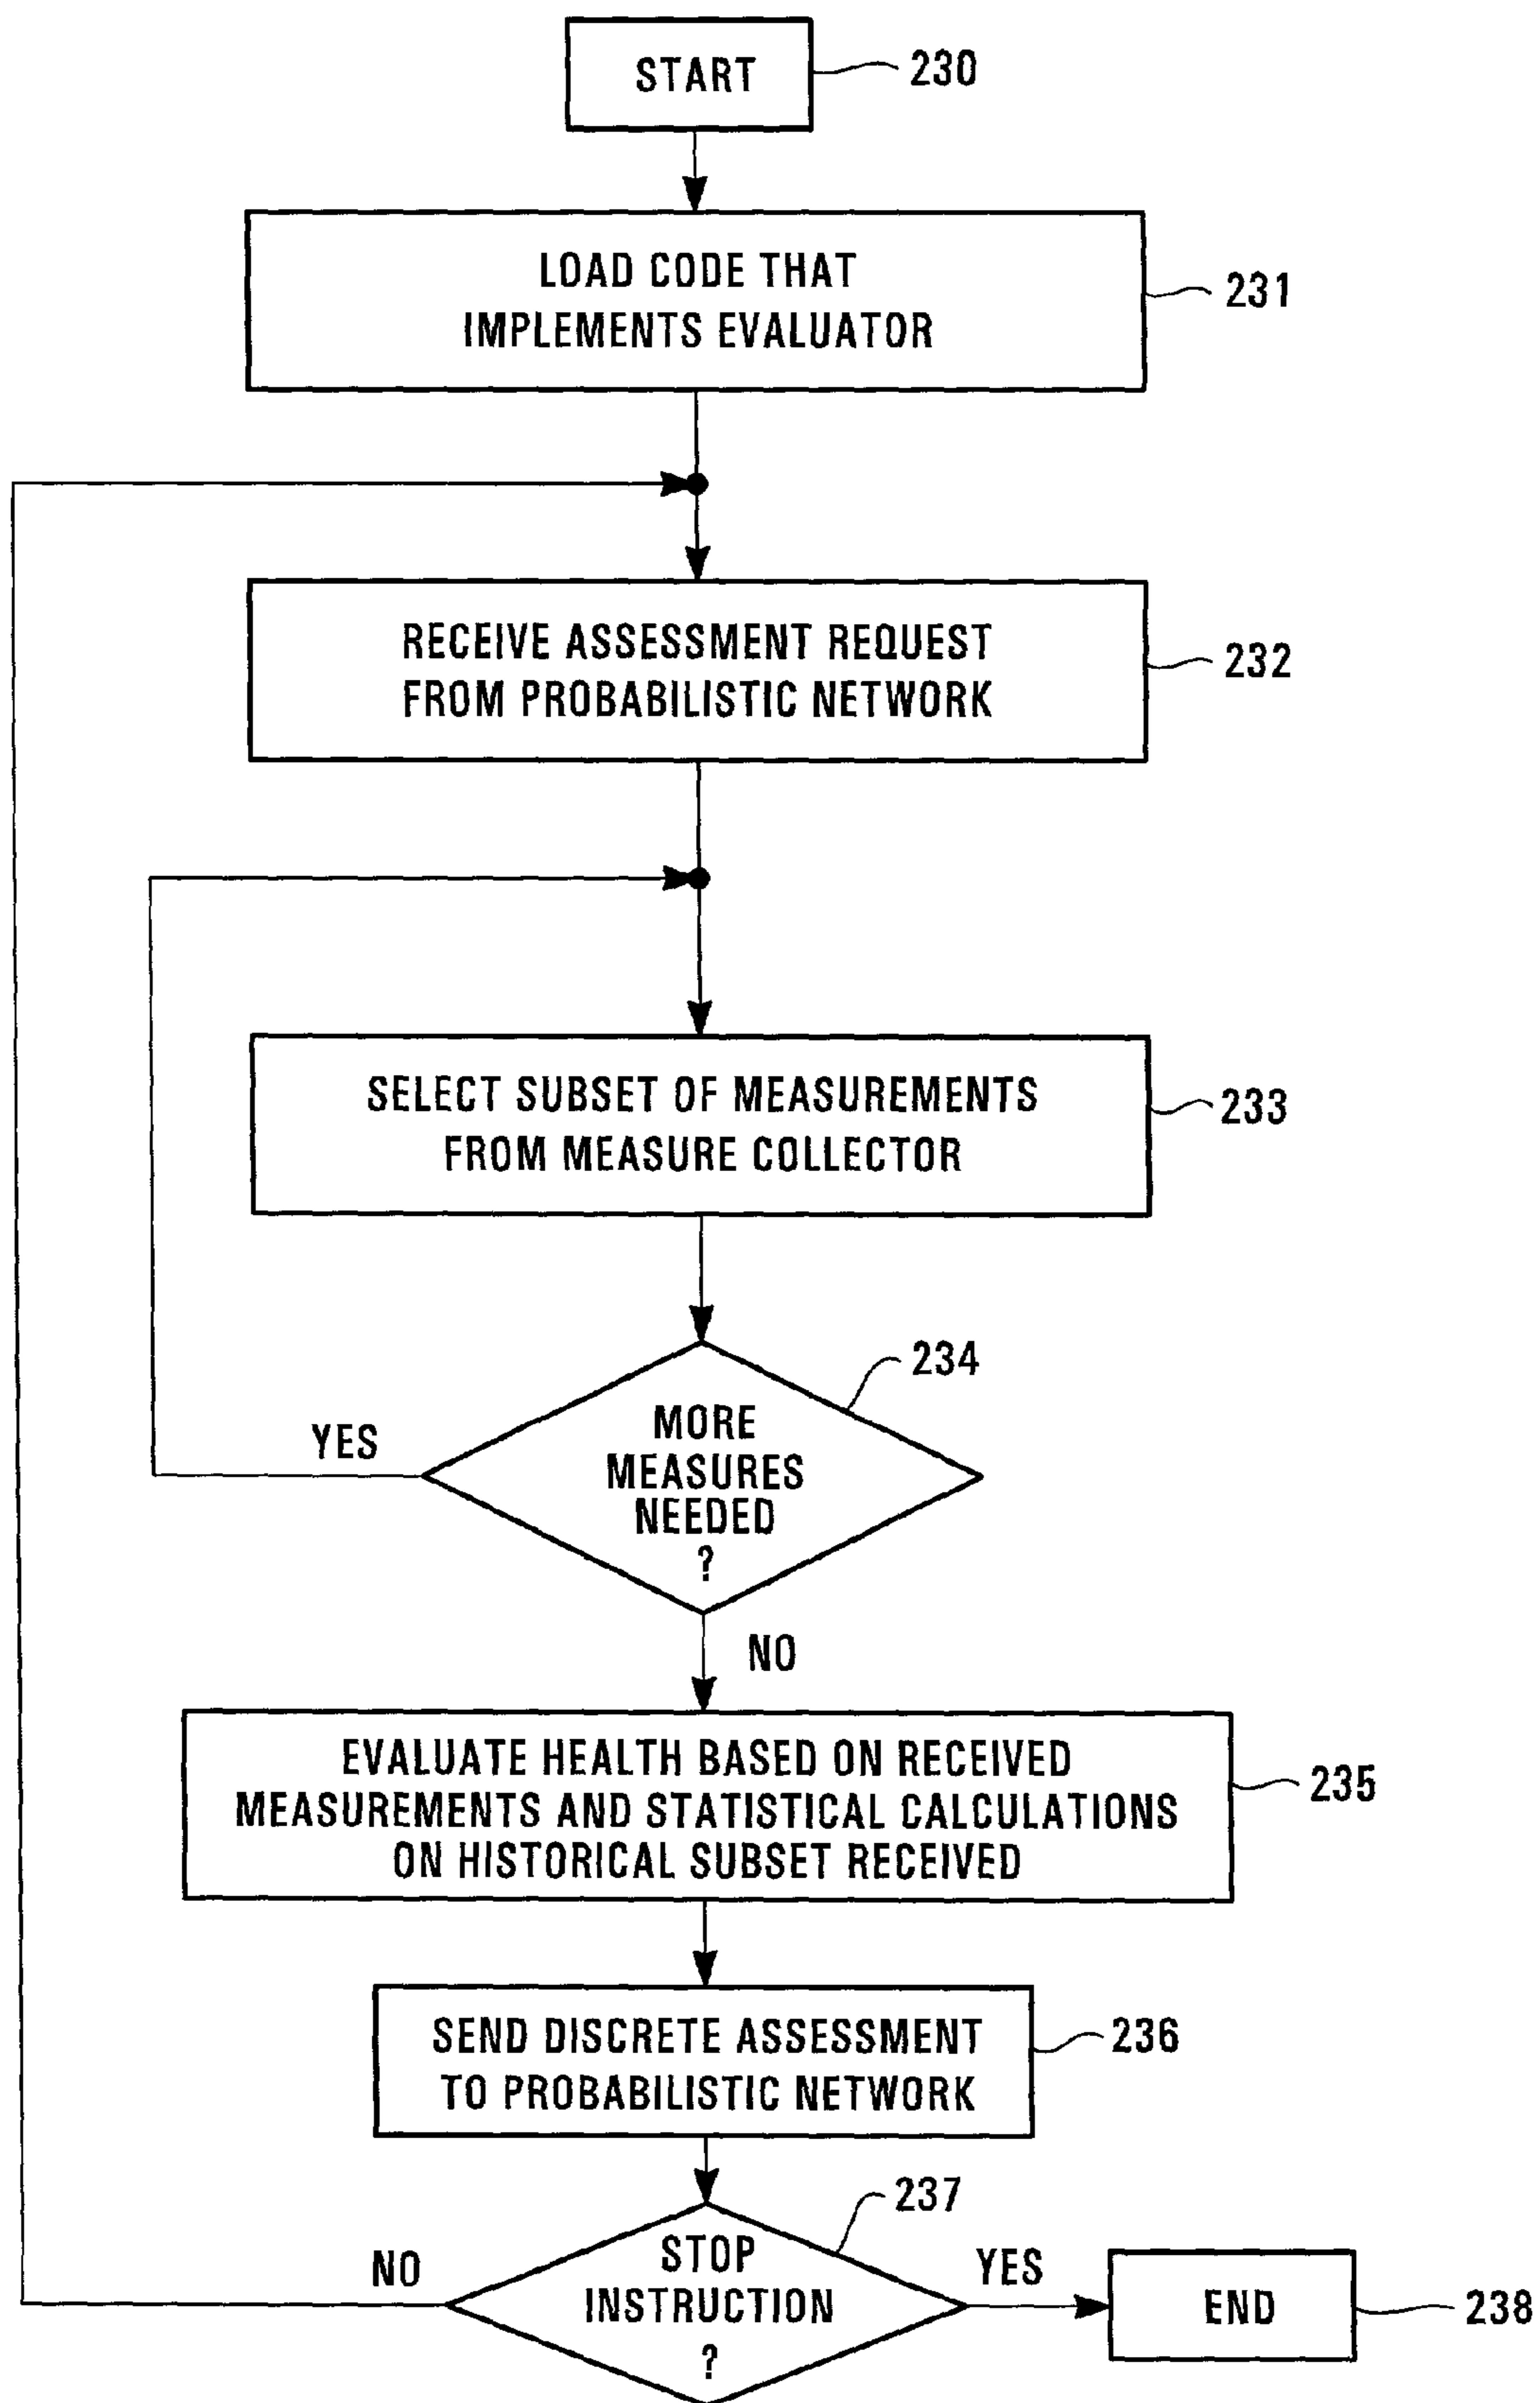 START
230
LOAD CODE THAT
IMPLEMENTS EVALUATOR
231
RECEIVE ASSESSMENT REQUEST
FROM PROBABILISTIC NETWORK
232
SELECT SUBSET OF MEASUREMENTS
FROM MEASURE COLLECTOR
233
234
MORE
MEASURES
NEEDED
?
YES
NO
EVALUATE HEALTH BASED ON RECEIVED
MEASUREMENTS AND STATISTICAL CALCULATIONS
ON HISTORICAL SUBSET RECEIVED
235
SEND DISCRETE ASSESSMENT
TO PROBABILISTIC NETWORK
236
237
STOP
INSTRUCTION
?
NO
YES
END
238